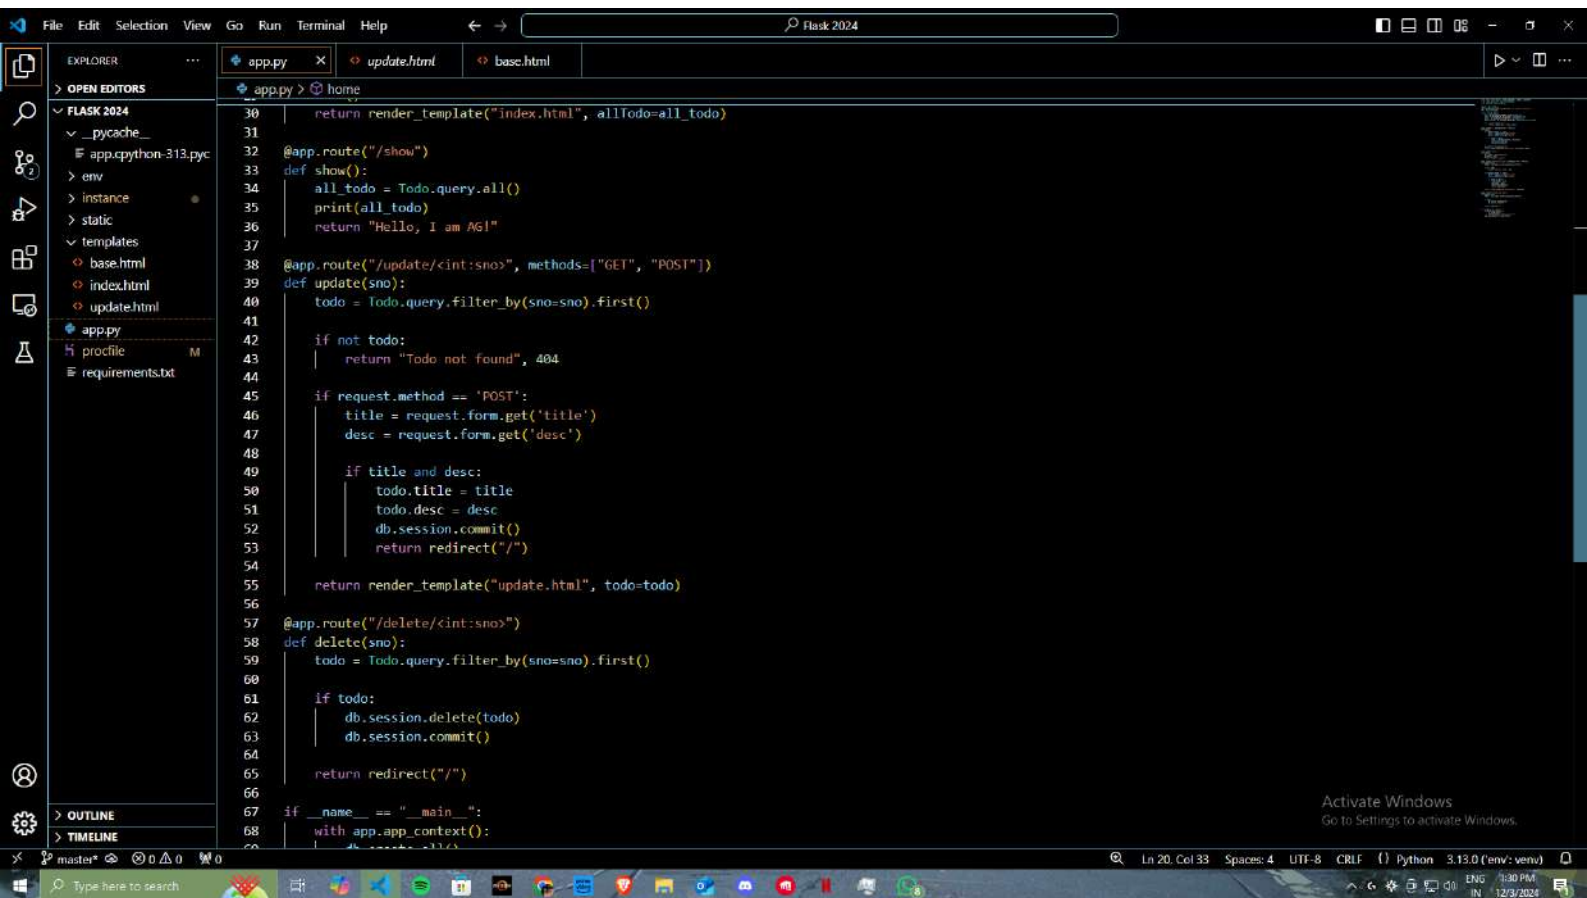 File Edit Selection View Go Run Terminal Help
Flask 2024
EXPLORER
OPEN EDITORS
FLASK 2024
__pycache__
app.cpython-313.pyc
env
instance
static
templates
base.html
index.html
update.html
app.py
procfile M
requirements.txt
OUTLINE
TIMELINE
app.py update.html base.html
app.py > home
30 return render_template("index.html", allTodo=all_todo)
31
32 @app.route("/show")
33 def show():
34 all_todo = Todo.query.all()
35 print(all_todo)
36 return "Hello, I am AG!"
37
38 @app.route("/update/<int:sno>", methods=["GET", "POST"])
39 def update(sno):
40 todo = Todo.query.filter_by(sno=sno).first()
41
42 if not todo:
43 return "Todo not found", 404
44
45 if request.method == 'POST':
46 title = request.form.get('title')
47 desc = request.form.get('desc')
48
49 if title and desc:
50 todo.title = title
51 todo.desc = desc
52 db.session.commit()
53 return redirect("/")
54
55 return render_template("update.html", todo=todo)
56
57 @app.route("/delete/<int:sno>")
58 def delete(sno):
59 todo = Todo.query.filter_by(sno=sno).first()
60
61 if todo:
62 db.session.delete(todo)
63 db.session.commit()
64
65 return redirect("/")
66
67 if __name__ == "__main__":
68 with app.app_context():
Activate Windows
Go to Settings to activate Windows.
master* 0 0 0
Ln 20, Col 33 Spaces: 4 UTF-8 CRLF {} Python 3.13.0 ('env': venv)
Type here to search
ENG
IN
1:30 PM
12/3/2024